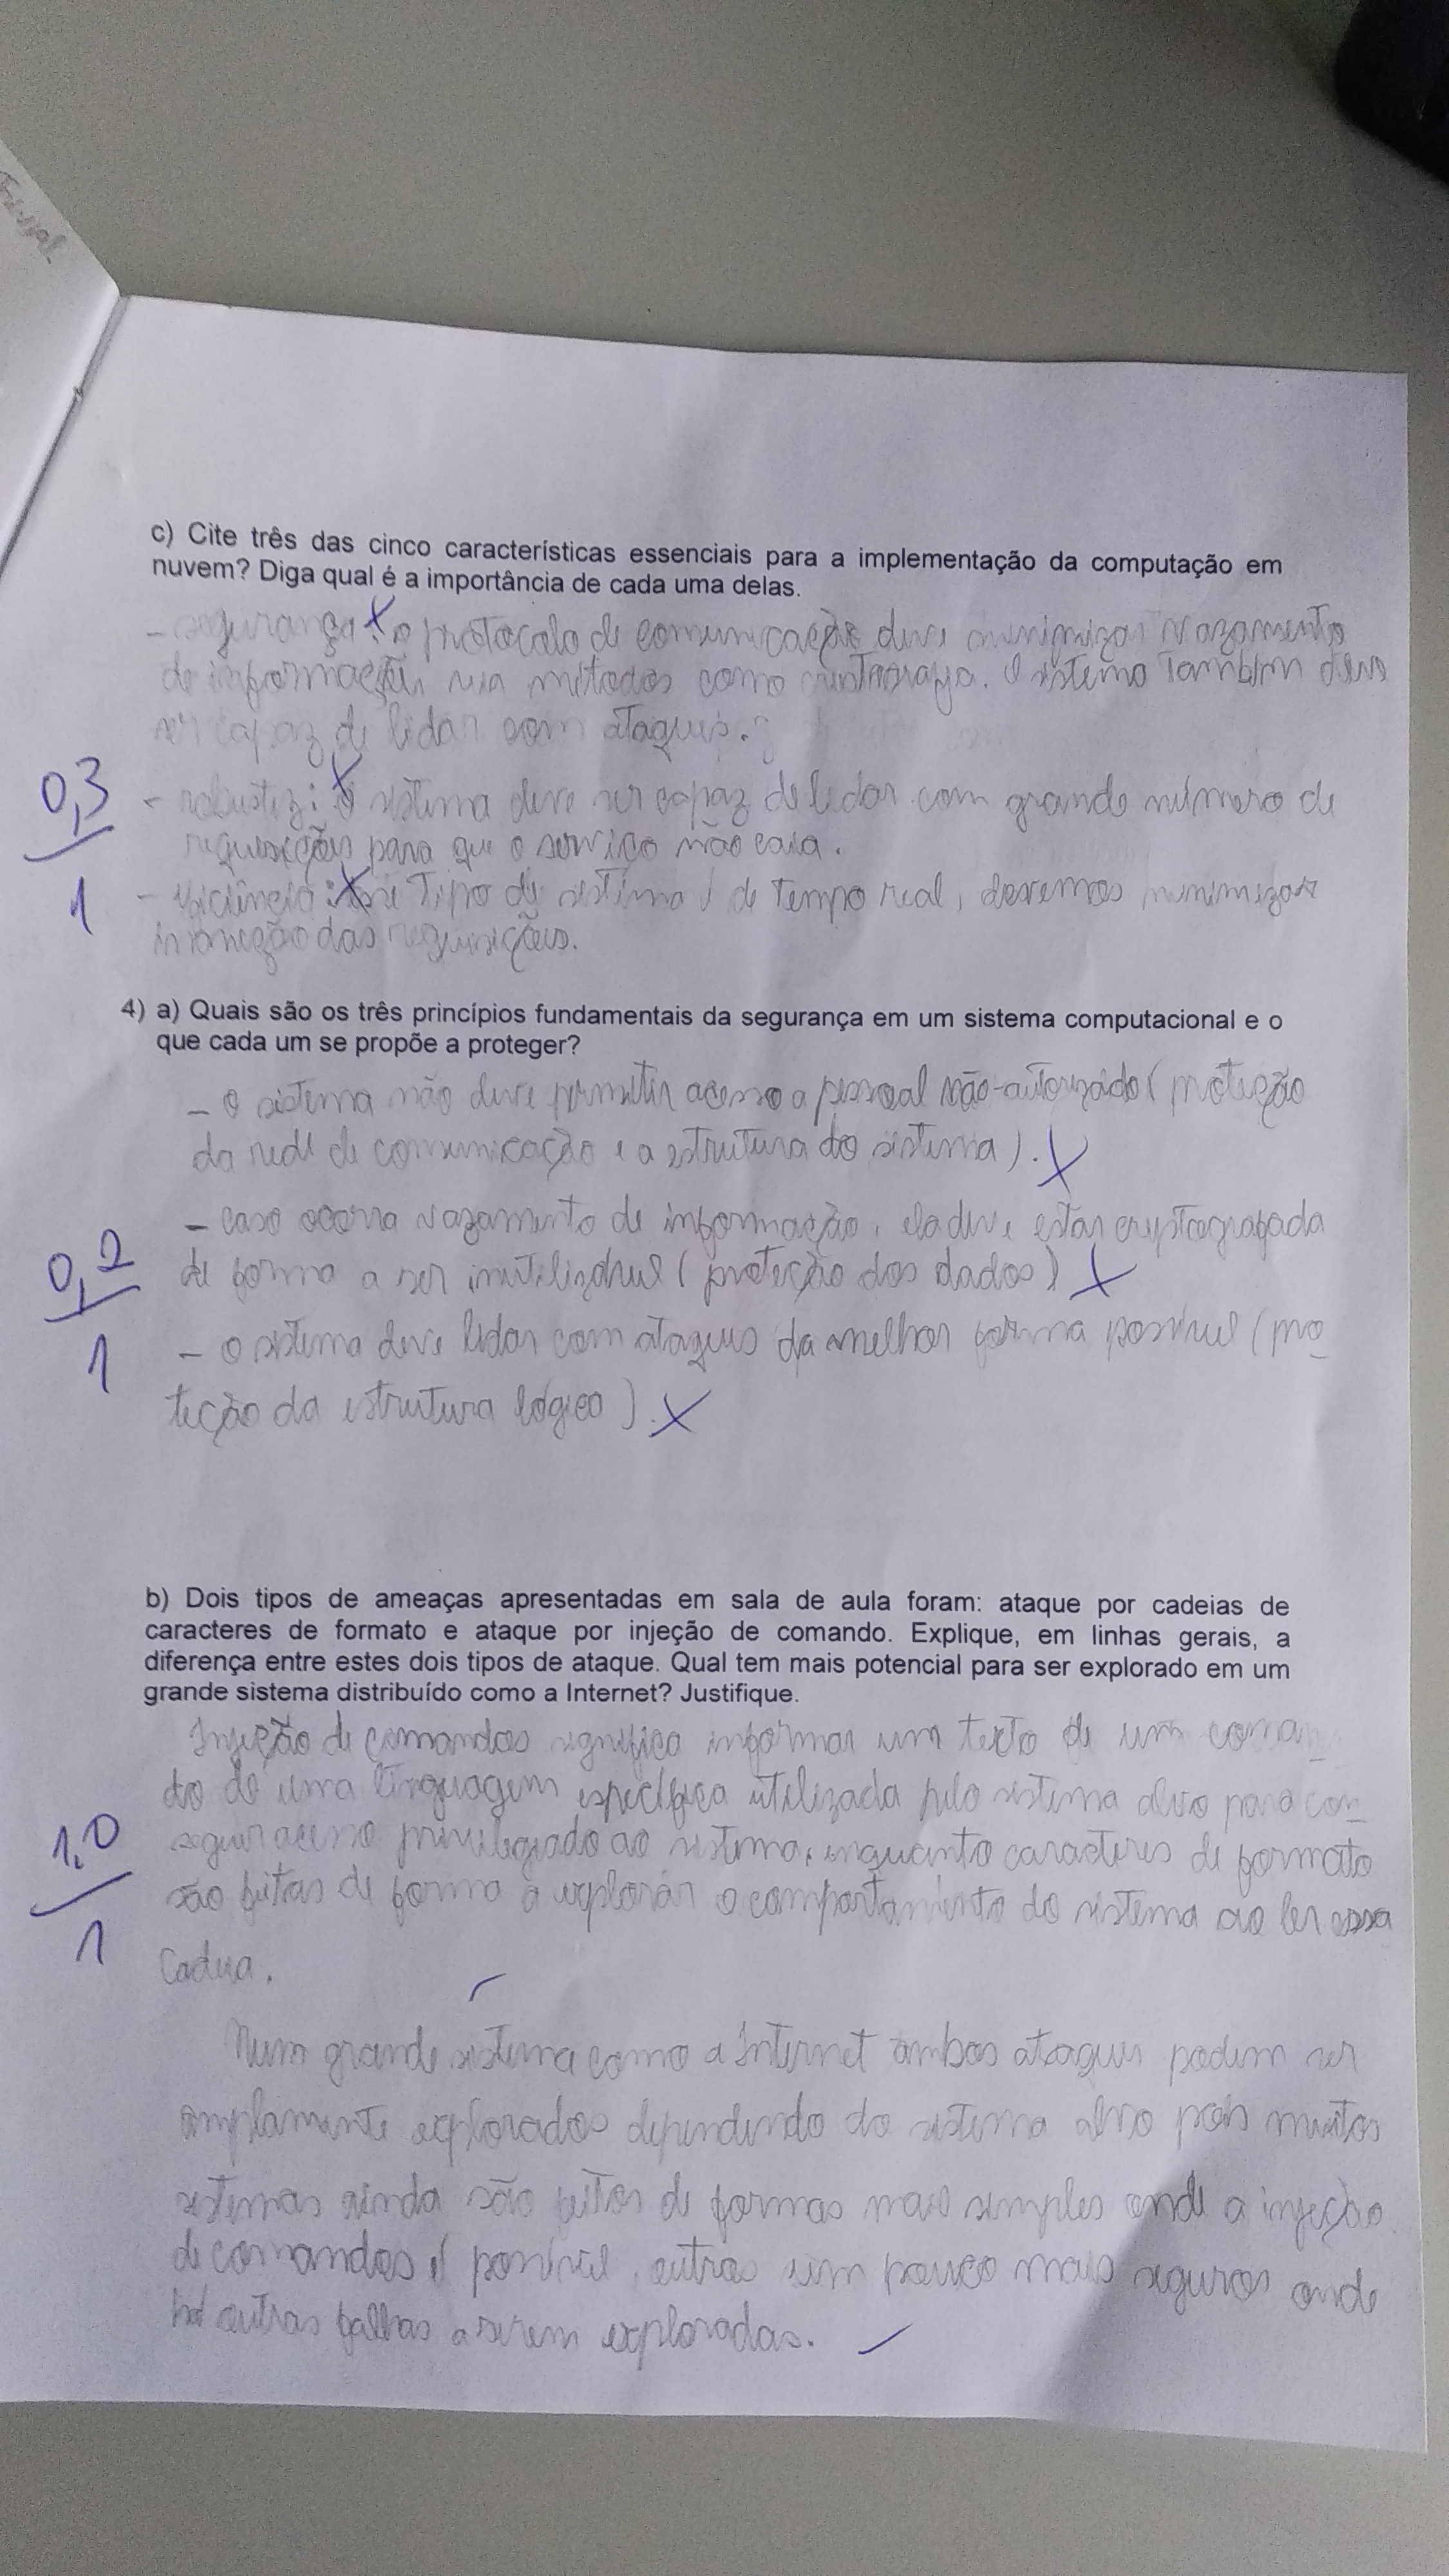 c) Cite três das cinco características essenciais para a implementação da computação em
nuvem? Diga qual é a importância de cada uma delas.
- segurança: o protocolo de comunicação deve minimizar vazamento
de informações via métodos como criptografia. O sistema também deve
ser capaz de lidar com ataques.
0,3
1
- robustez: o sistema deve ser capaz de lidar com grande número de
requisições para que o serviço não caia.
- eficiência: esse tipo de sistema é de tempo real, devemos minimizar
das requisições.
4) a) Quais são os três princípios fundamentais da segurança em um sistema computacional e o
que cada um se propõe a proteger?
- o sistema não deve permitir acesso a pessoal não-autorizado (proteção
da rede de comunicação e a estrutura do sistema).
- caso ocorra vazamento de informação, ela deve estar cryptografada
de forma a ser inutilizável (proteção dos dados)
0,2
1
- o sistema deve lidar com ataques da melhor forma possível (pro
teção da estrutura lógica).
b) Dois tipos de ameaças apresentadas em sala de aula foram: ataque por cadeias de
caracteres de formato e ataque por injeção de comando. Explique, em linhas gerais, a
diferença entre estes dois tipos de ataque. Qual tem mais potencial para ser explorado em um
grande sistema distribuído como a Internet? Justifique.
Injeção de comandos significa informar um texto de um coman_
do de uma linguagem específica utilizada pelo sistema alvo para con_
seguir acesso privilegiado ao sistema, enquanto caracteres de formato
são feitas de forma a explorar o comportamento do sistema ao ler essa
cadeia.
1,0
1
Num grande sistema como a Internet ambos ataques podem ser
amplamente explorados dependendo do sistema alvo pois muitos
sistemas ainda são feitos de formas mais simples onde a injeção
de comandos é possível, outros um pouco mais seguros onde
há outras falhas a serem exploradas.